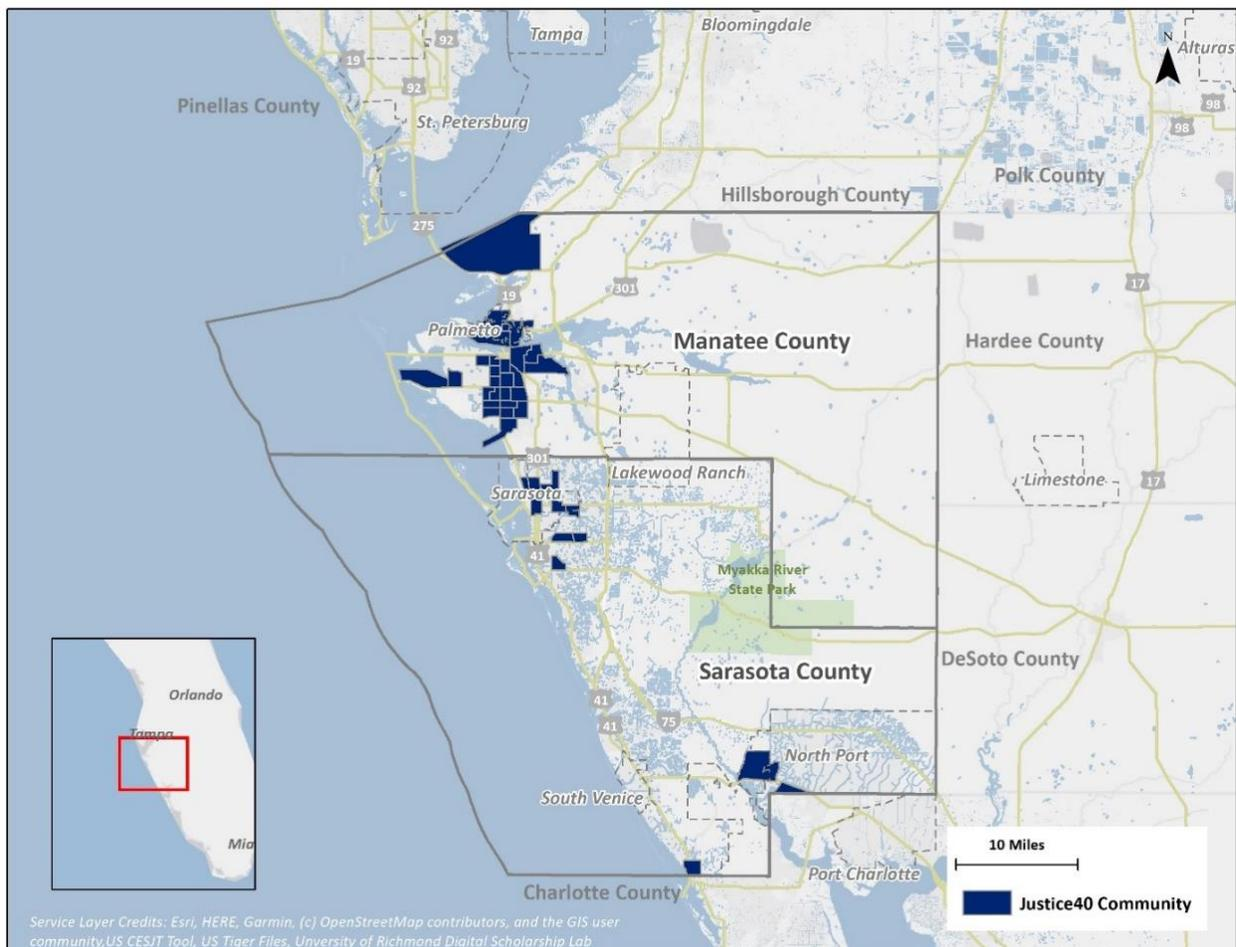 92
Tampa
Bloomingdale
N
Alturas
19
92
98
Pinellas County
98
St. Petersburg
Polk County
Hillsborough County
275
17
19
301
Palmetto
Manatee County
Hardee County
301
Lakewood Ranch
Limestone
17
Sarasota
41
Myakka River
State Park
DeSoto County
Sarasota County
Orlando
41
Tampa
75
41
North Port
South Venice
Mia
10 Miles
Port Charlotte
Charlotte County
Justice40 Community
Service Layer Credits: Esri, HERE, Garmin, (c) OpenStreetMap contributors, and the GIS user
community,US CESJT Tool, US Tiger Files, Unversity of Richmond Digital Scholarship Lab